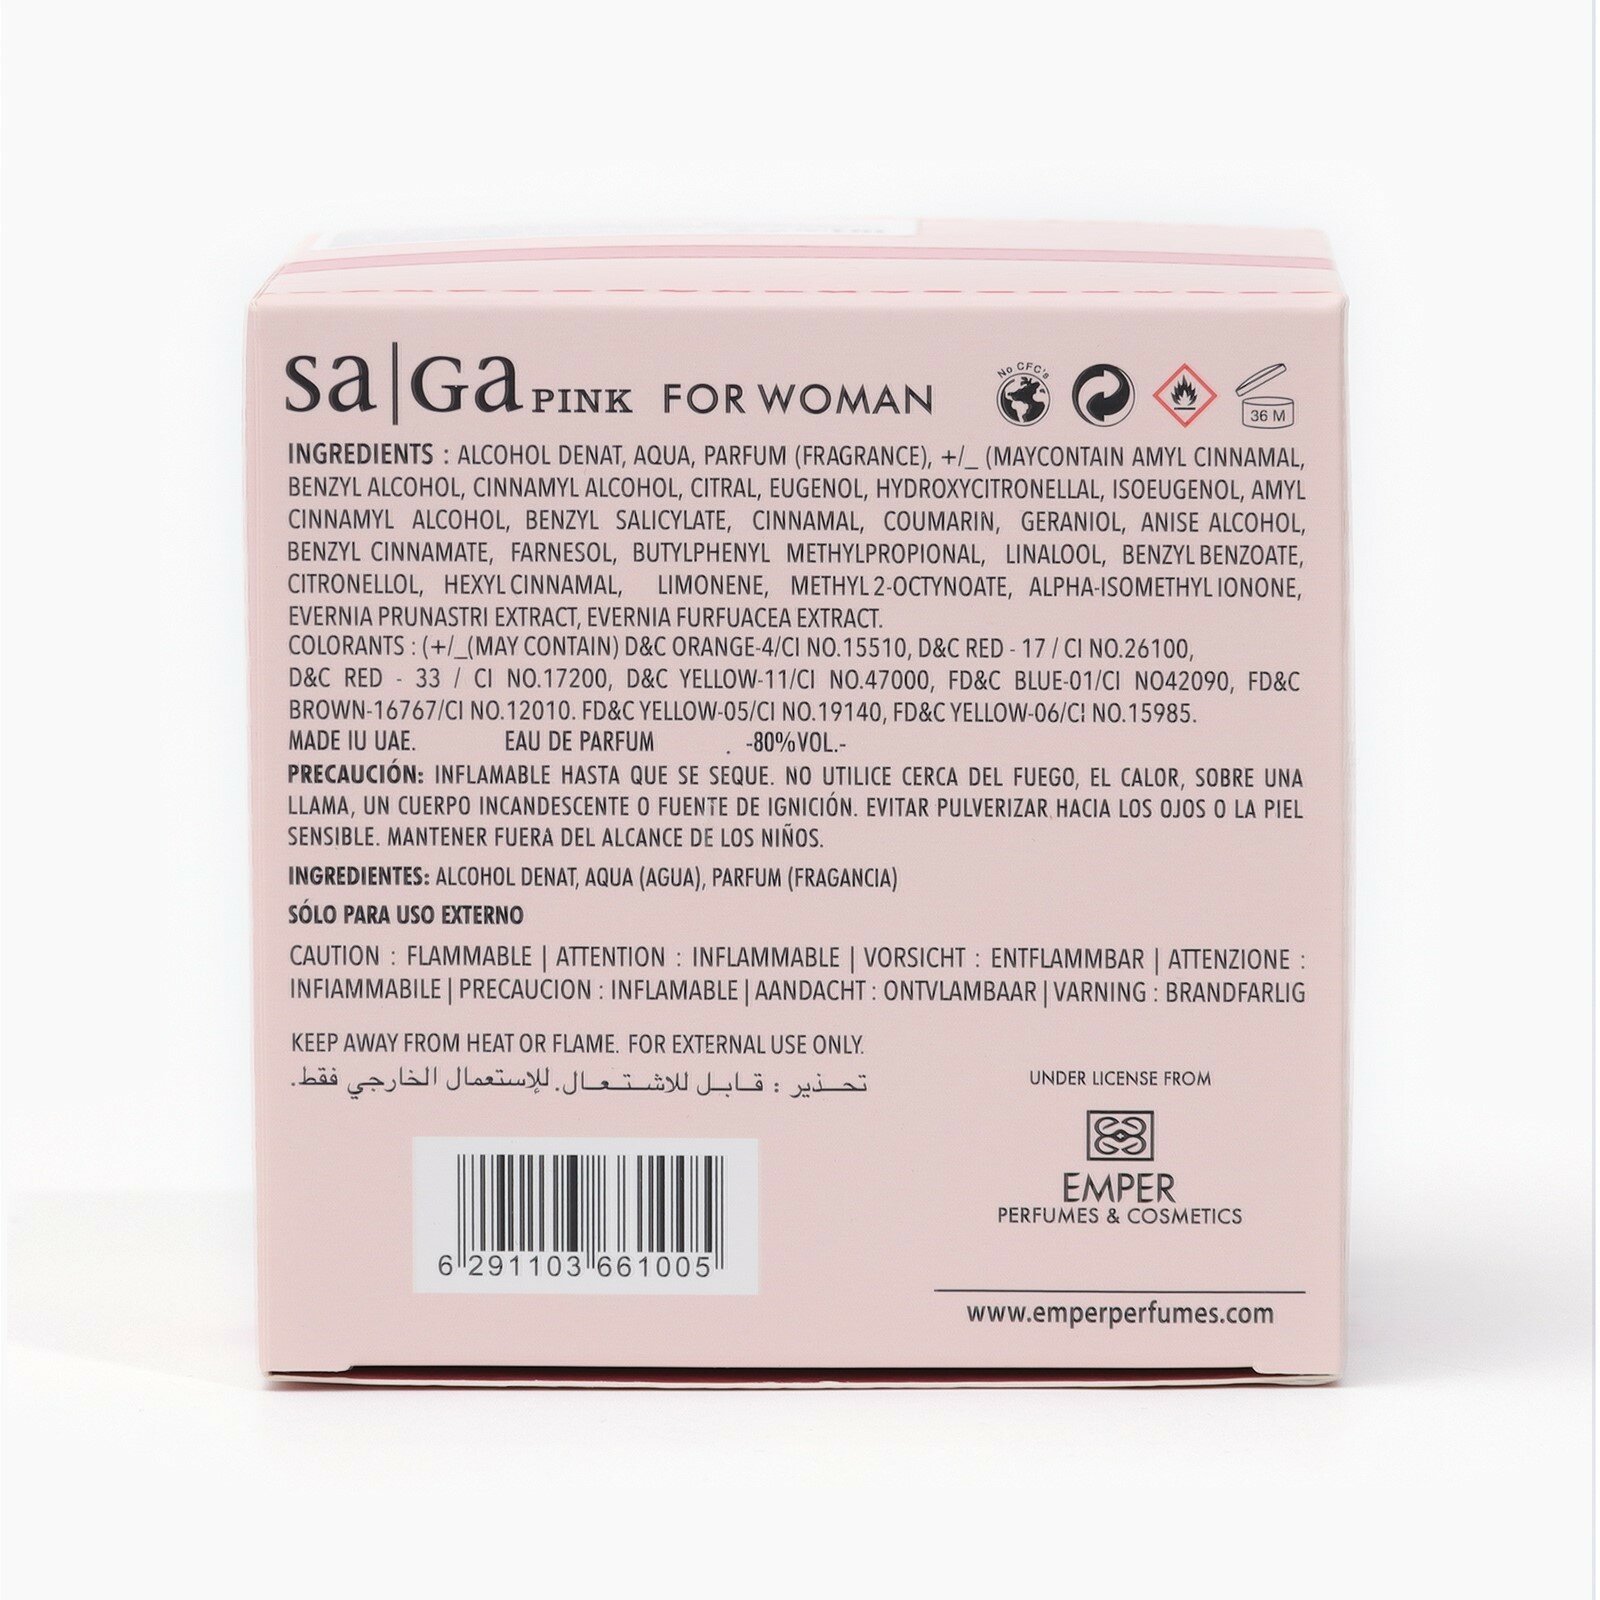 sa|Ga PINK FOR WOMAN
No CFC's
36 M
INGREDIENTS : ALCOHOL DENAT, AQUA, PARFUM (FRAGRANCE), +/_ (MAYCONTAIN AMYL CINNAMAL,
BENZYL ALCOHOL, CINNAMYL ALCOHOL, CITRAL, EUGENOL, HYDROXYCITRONELLAL, ISOEUGENOL, AMYL
CINNAMYL ALCOHOL, BENZYL SALICYLATE, CINNAMAL, COUMARIN, GERANIOL, ANISE ALCOHOL,
BENZYL CINNAMATE, FARNESOL, BUTYLPHENYL METHYLPROPIONAL, LINALOOL, BENZYL BENZOATE,
CITRONELLOL, HEXYL CINNAMAL, LIMONENE, METHYL 2-OCTYNOATE, ALPHA-ISOMETHYL IONONE,
EVERNIA PRUNASTRI EXTRACT, EVERNIA FURFUACEA EXTRACT.
COLORANTS : (+/_(MAY CONTAIN) D&C ORANGE-4/CI NO.15510, D&C RED - 17 / CI NO.26100,
D&C RED - 33 / CI NO.17200, D&C YELLOW-11/CI NO.47000, FD&C BLUE-01/CI NO42090, FD&C
BROWN-16767/CI NO.12010. FD&C YELLOW-05/CI NO.19140, FD&C YELLOW-06/CI NO.15985.
MADE IU UAE. EAU DE PARFUM . -80%VOL.-
PRECAUCIÓN: INFLAMABLE HASTA QUE SE SEQUE. NO UTILICE CERCA DEL FUEGO, EL CALOR, SOBRE UNA
LLAMA, UN CUERPO INCANDESCENTE O FUENTE DE IGNICIÓN. EVITAR PULVERIZAR HACIA LOS OJOS O LA PIEL
SENSIBLE. MANTENER FUERA DEL ALCANCE DE LOS NIÑOS.
INGREDIENTES: ALCOHOL DENAT, AQUA (AGUA), PARFUM (FRAGANCIA)
SÓLO PARA USO EXTERNO
CAUTION : FLAMMABLE | ATTENTION : INFLAMMABLE | VORSICHT : ENTFLAMMBAR | ATTENZIONE :
INFIAMMABILE | PRECAUCION : INFLAMABLE | AANDACHT : ONTVLAMBAAR | VARNING : BRANDFARLIG
KEEP AWAY FROM HEAT OR FLAME. FOR EXTERNAL USE ONLY.
تحـــذير : قـابـل للاشـتـعـال. للإستعمال الخارجي فقط.
UNDER LICENSE FROM
EMPER
PERFUMES & COSMETICS
6 291103 661005
www.emperperfumes.com